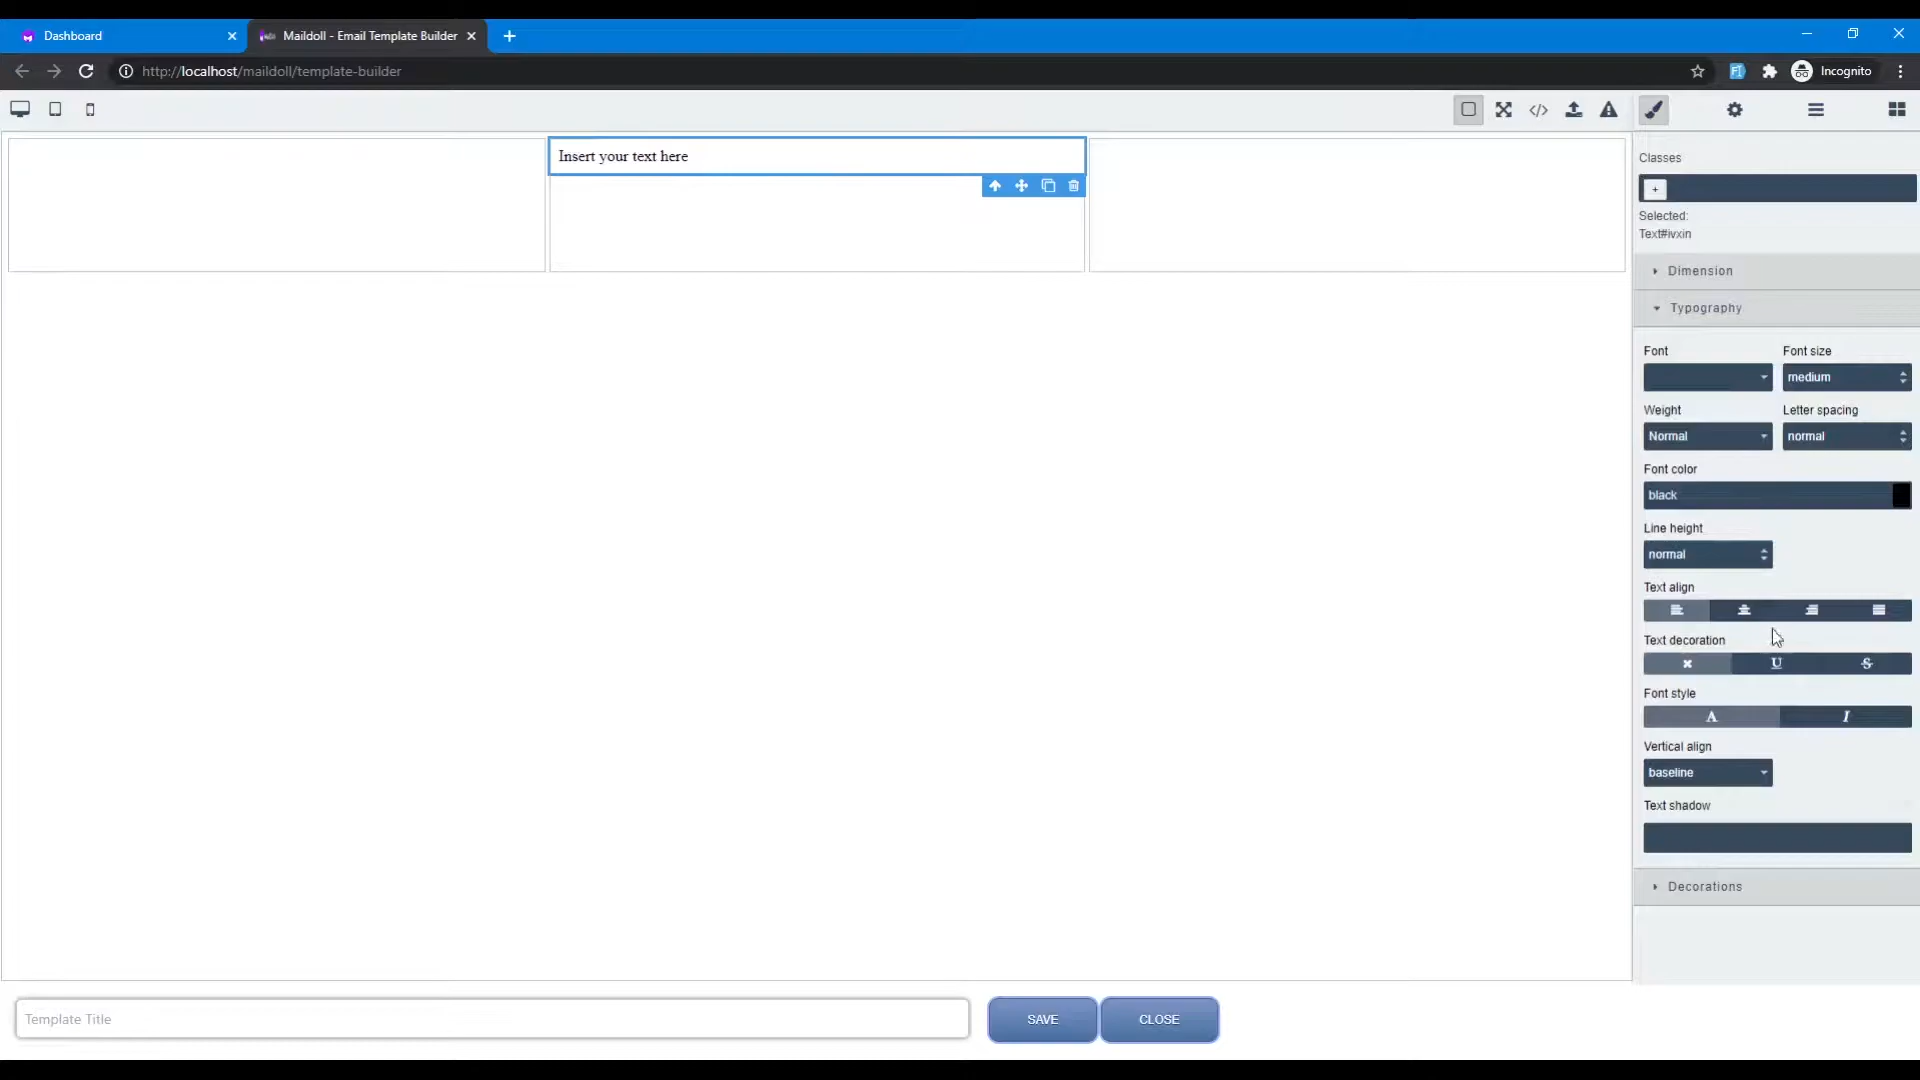 Dashboard
Maildoll - Email Template Builder
http://localhost/maildoll/template-builder
Incognito
Insert your text here
Classes
+
Selected:
Text#ivxin
Dimension
Typography
Font
Font size
medium
Weight
Letter spacing
Normal
normal
Font color
black
Line height
normal
Text align
Text decoration
U
S
Font style
A
I
Vertical align
baseline
Text shadow
Decorations
Template Title
SAVE
CLOSE